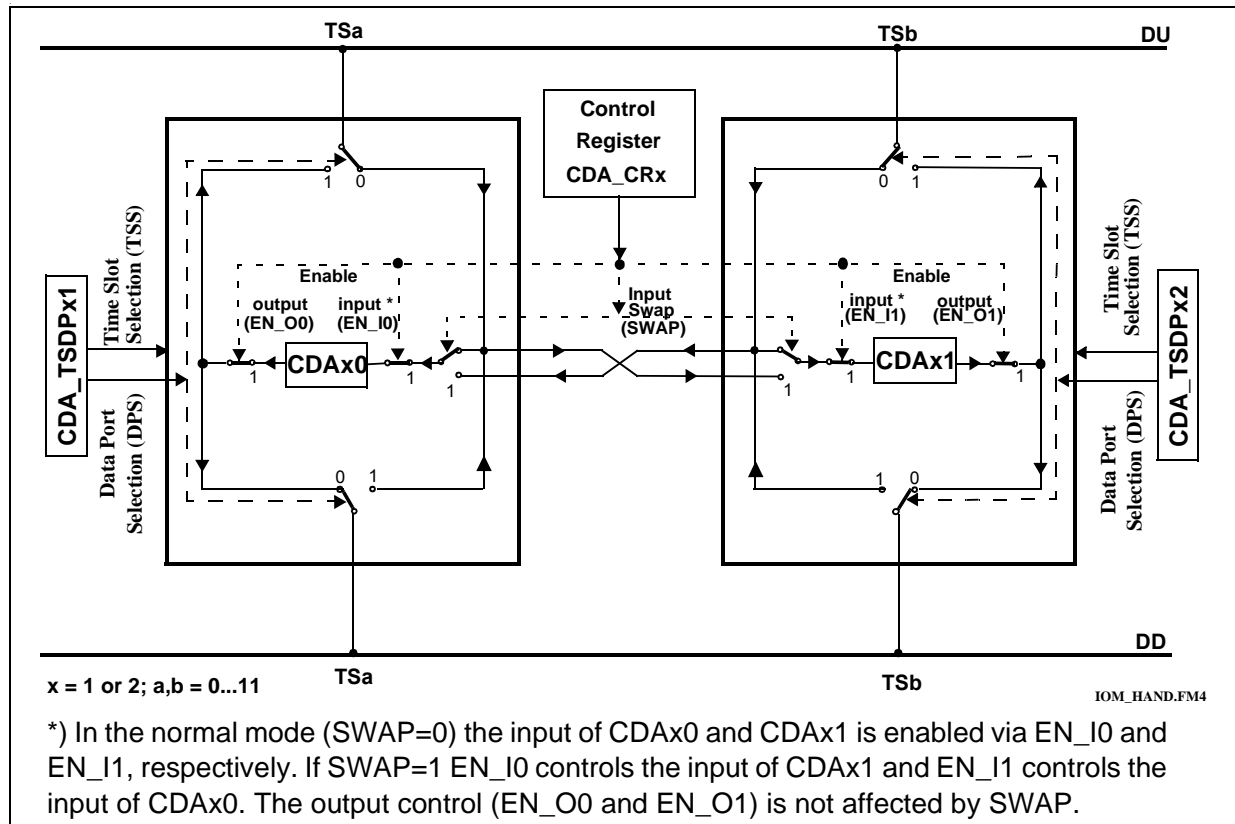 TSa
TSb
DU
Control
Register
CDA_CRx
1
0
0
1
Time Slot
Selection (TSS)
Time Slot
Selection (TSS)
Enable
Enable
output
(EN_O0)
input *
(EN_I0)
Input
Swap
(SWAP)
input *
(EN_I1)
output
(EN_O1)
CDA_TSDPx1
CDA_TSDPx2
1
CDAx0
1
1
1
1
CDAx1
1
Data Port
Selection (DPS)
Data Port
Selection (DPS)
0
1
1
0
DD
TSa
TSb
x = 1 or 2; a,b = 0...11
IOM_HAND.FM4
*) In the normal mode (SWAP=0) the input of CDAx0 and CDAx1 is enabled via EN_I0 and
EN_I1, respectively. If SWAP=1 EN_I0 controls the input of CDAx1 and EN_I1 controls the
input of CDAx0. The output control (EN_O0 and EN_O1) is not affected by SWAP.